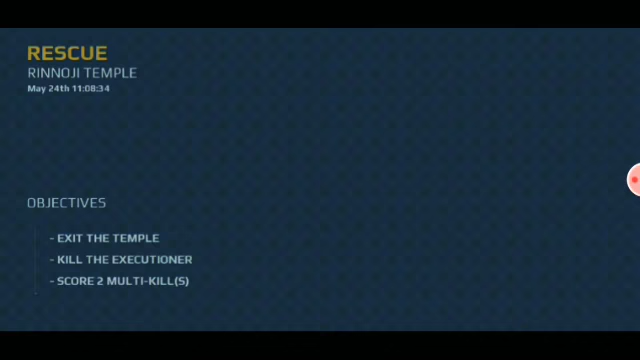 RESCUE
RINNOJI TEMPLE
May 24th 11:08:34
OBJECTIVES
- EXIT THE TEMPLE
- KILL THE EXECUTIONER
- SCORE 2 MULTI-KILL(S)